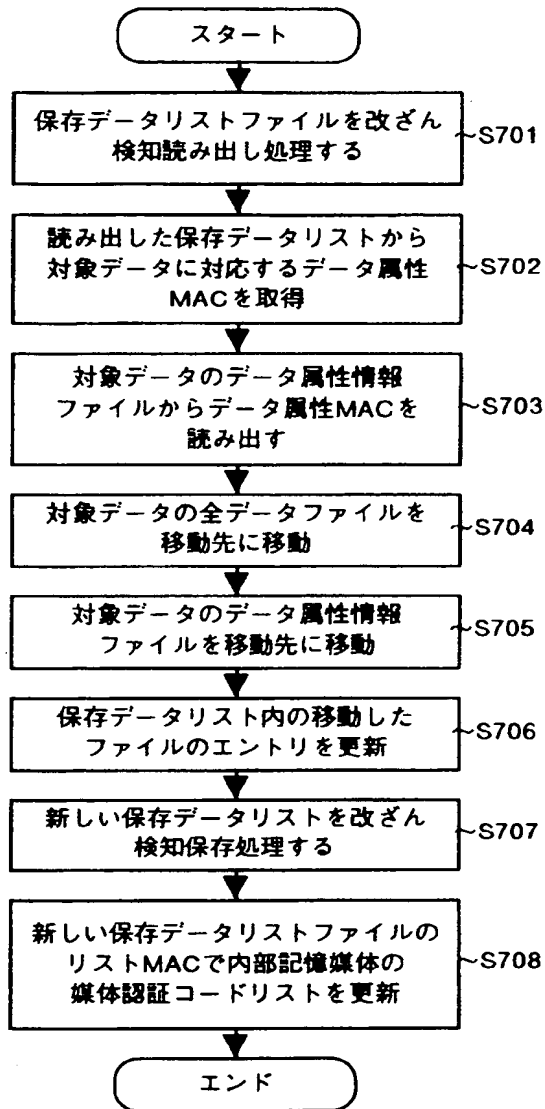 スタート
保存データリストファイルを改ざん
検知読み出し処理する
~S701
読み出した保存データリストから
対象データに対応するデータ属性
MACを取得
~S702
対象データのデータ属性情報
ファイルからデータ属性MACを
読み出す
~S703
対象データの全データファイルを
移動先に移動
~S704
対象データのデータ属性情報
ファイルを移動先に移動
~S705
保存データリスト内の移動した
ファイルのエントリを更新
~S706
新しい保存データリストを改ざん
検知保存処理する
~S707
新しい保存データリストファイルの
リストMACで内部記憶媒体の
媒体認証コードリストを更新
~S708
エンド